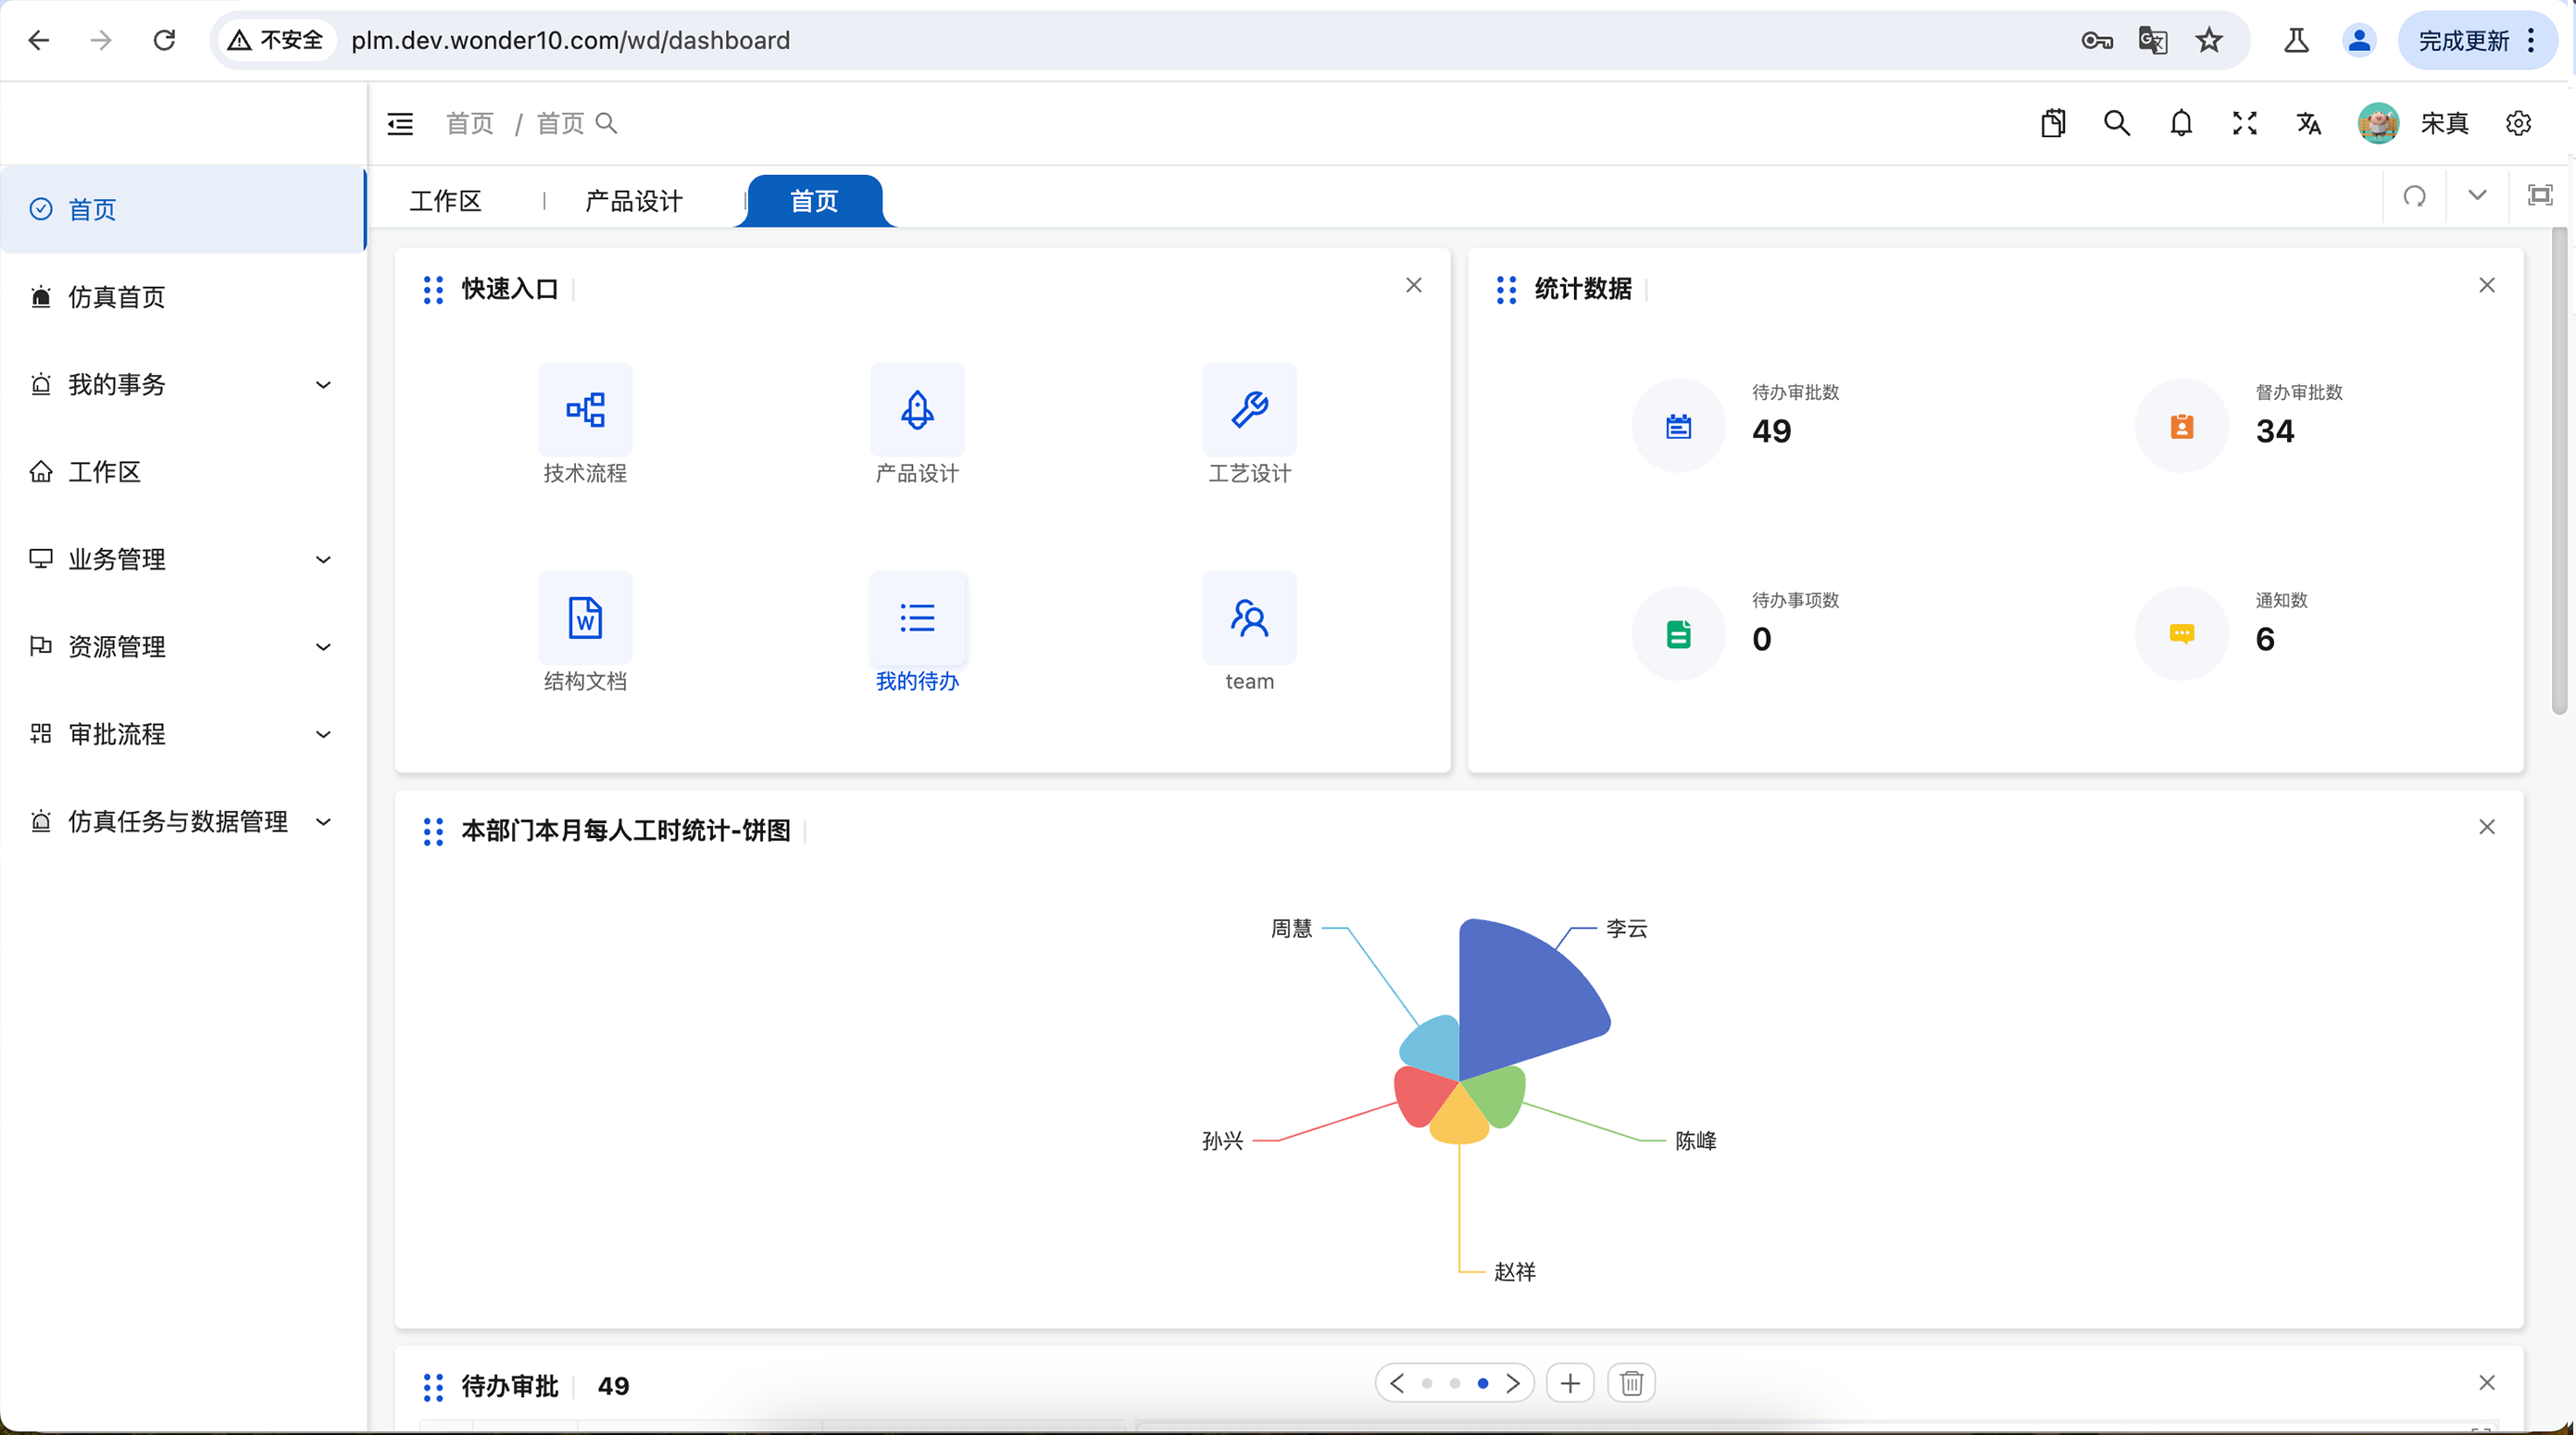 不安全 plm.dev.wonder10.com/wd/dashboard 完成更新
首页 / 首页 宋真
工作区 产品设计 首页
首页
仿真首页
我的事务
工作区
业务管理
资源管理
审批流程
仿真任务与数据管理
快速入口
技术流程 产品设计 工艺设计
结构文档 我的待办 team
统计数据
待办审批数 督办审批数
49 34
待办事项数 通知数
0 6
本部门本月每人工时统计-饼图
周慧 李云
孙兴 陈峰
赵祥
待办审批 49